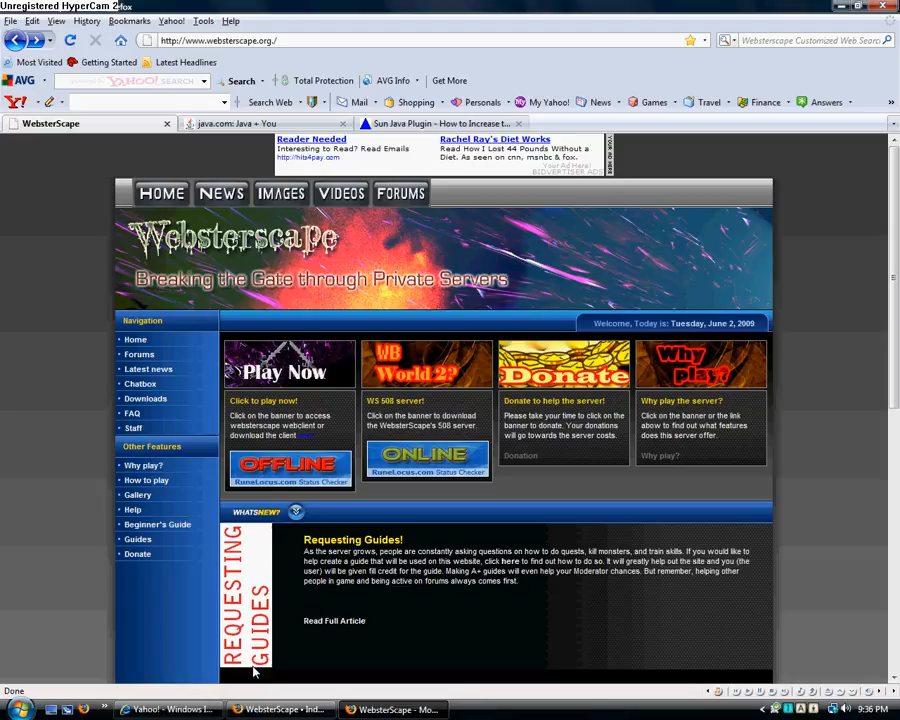 Unregistered HyperCam 2
efox
File Edit View History Bookmarks Yahoo! Tools Help
http://www.websterscape.org./
Websterscape Customized Web Searc
Most Visited Getting Started Latest Headlines
AVG YAHOO! SEARCH Search Total Protection AVG Info Get More
Y! Search Web Mail Shopping Personals My Yahoo! News Games Travel Finance Answers »
WebsterScape java.com: Java + You Sun Java Plugin - How to Increase t...
Reader Needed
Interesting to Read? Read Emails
http://hits4pay.com
Rachel Ray's Diet Works
Read How I Lost 44 Pounds Without a
Diet. As seen on cnn, msnbc & fox.
Your Ad Here!
BIDVERTISER ADS
YOUR AD HERE
HOME NEWS IMAGES VIDEOS FORUMS
Websterscape
Breaking the Gate through Private Servers
Navigation
Welcome, Today is: Tuesday, June 2, 2009
Home
Forums
Latest news
Chatbox
Downloads
FAQ
Staff
Other Features
Why play?
How to play
Gallery
Help
Beginner's Guide
Guides
Donate
Play Now
Click to play now!
Click on the banner to access
websterscape webclient or
download the client
OFFLINE
RuneLocus.com Status Checker
WB
World 2?
WS 508 server!
Click on the banner to download
the WebsterScape's 508 server.
ONLINE
RuneLocus.com Status Checker
Donate
Donate to help the server!
Please take your time to click on the
banner to donate. Your donations
will go towards the server costs.
Donation
Why
play?
Why play the server?
Click on the banner or the link
abow to find out what features
does this server offer.
Why play?
WHATSNEW?
REQUESTING
GUIDES
Requesting Guides!
As the server grows, people are constantly asking questions on how to do quests, kill monsters, and train skills. If you would like to
help create a guide that will be used on this website, click here to find out how to do so. It will greatly help out the site and you (the
user) will be given fill credit for the guide. Making A+ guides will even help your Moderator chances. But remember, helping other
people in game and being active on forums always comes first.
Read Full Article
Done
Yahoo! - Windows I... WebsterScape • Ind... WebsterScape - Mo... 9:36 PM